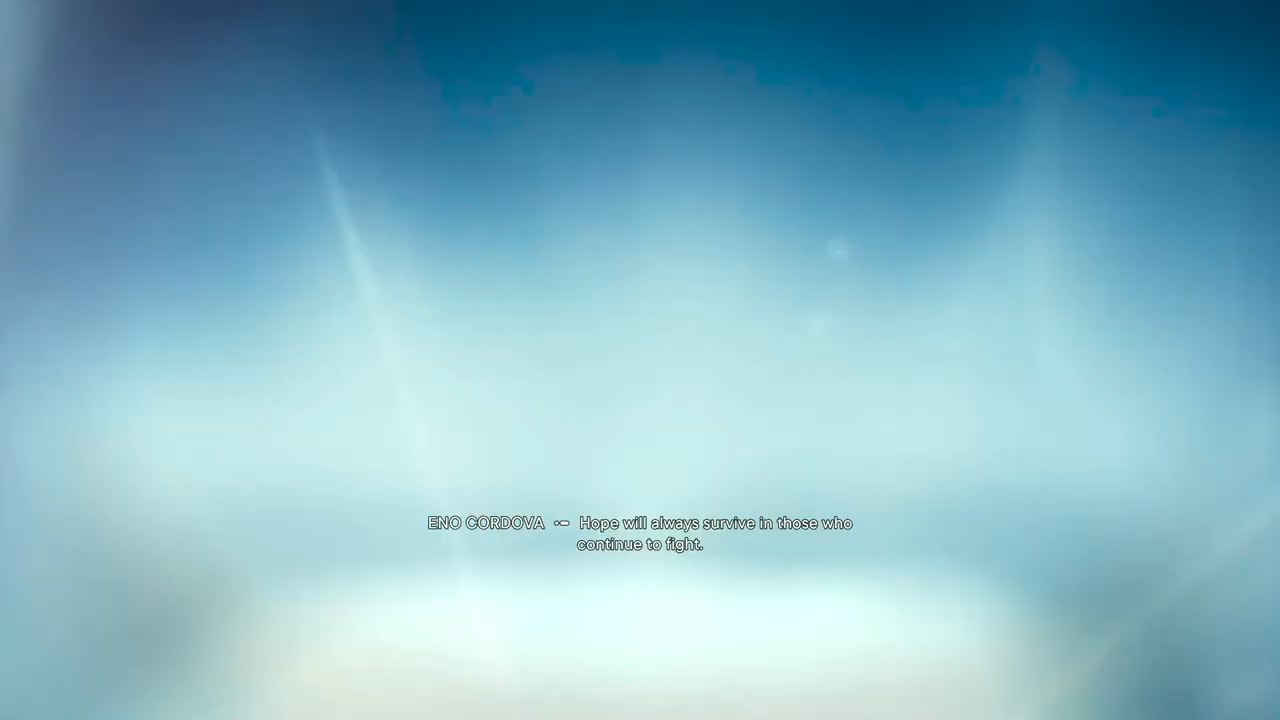 ENO CORDOVA •– Hope will always survive in those who
continue to fight.